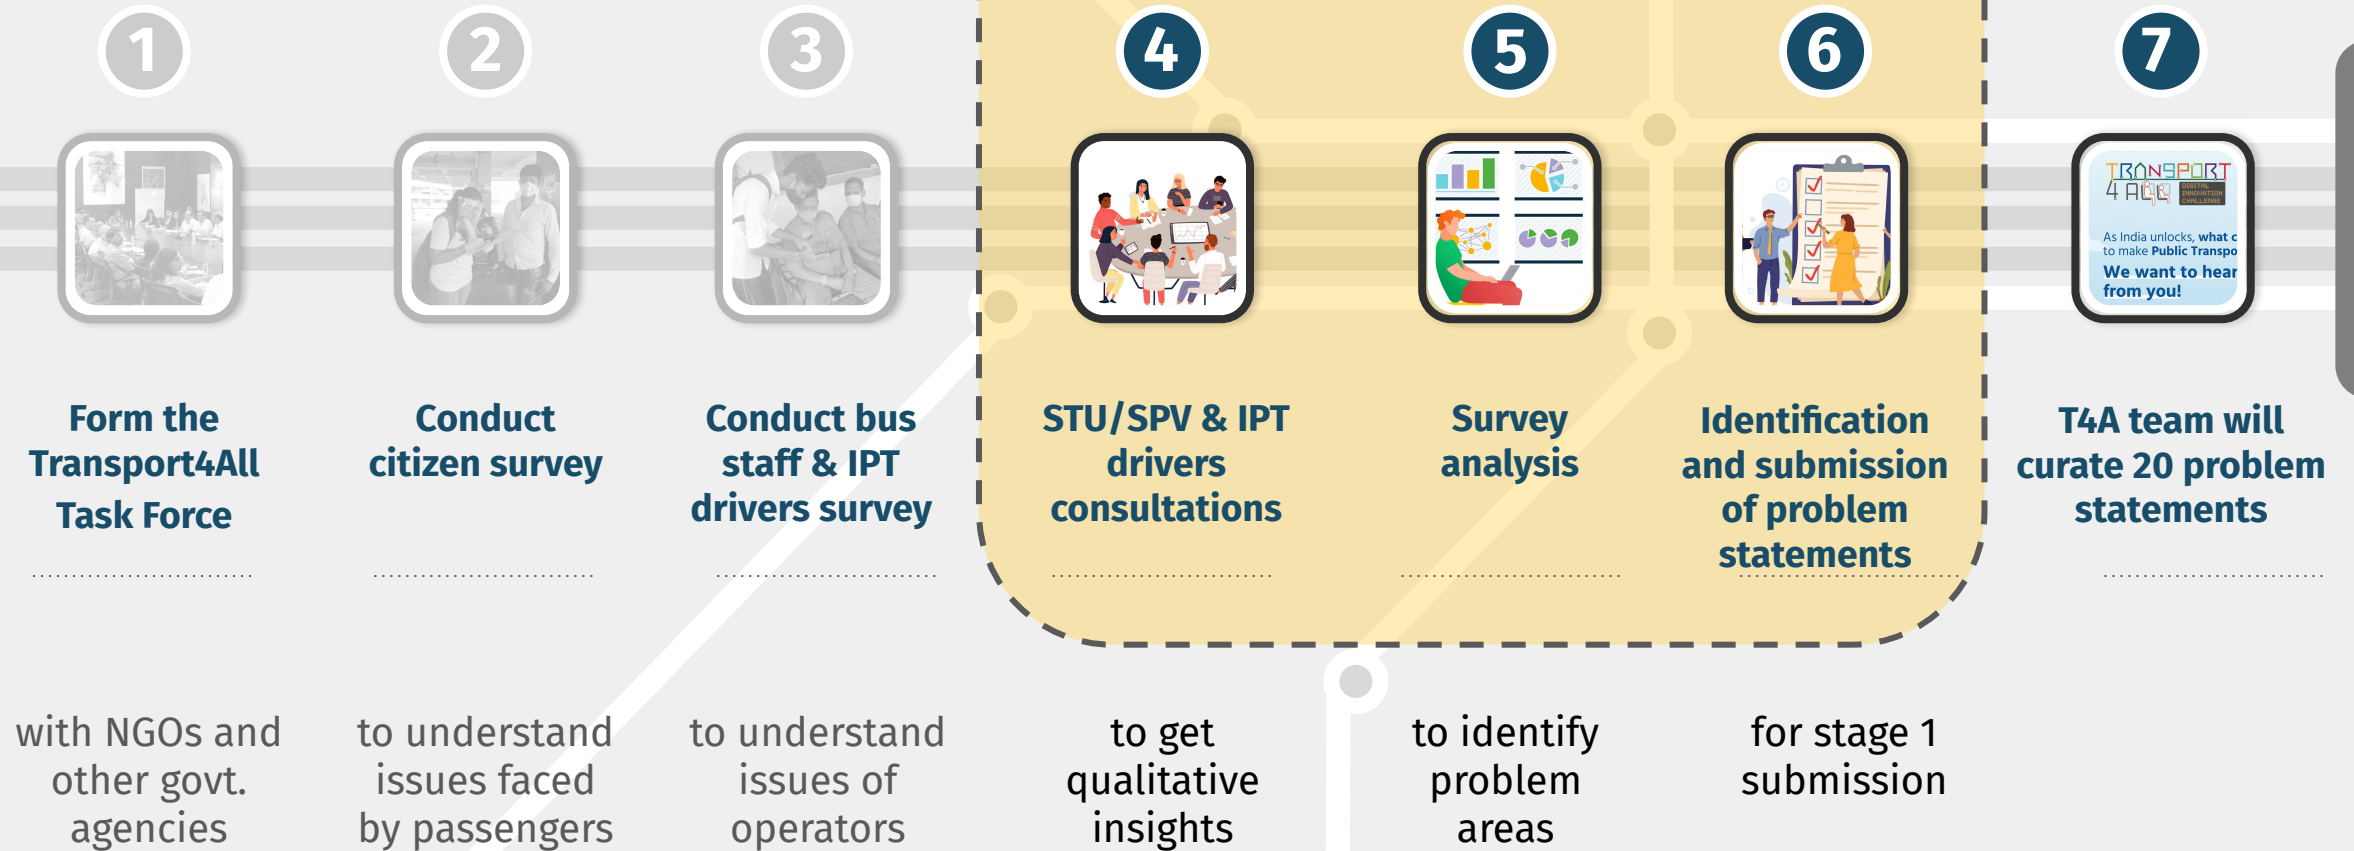 1
2
3
4
5
6
7
TRANSPORT
4 ALL
DIGITAL
INNOVATION
CHALLENGE
As India unlocks, what c
to make Public Transpo
We want to hear
from you!
Form the
Transport4All
Task Force
Conduct
citizen survey
Conduct bus
staff & IPT
drivers survey
STU/SPV & IPT
drivers
consultations
Survey
analysis
Identification
and submission
of problem
statements
T4A team will
curate 20 problem
statements
with NGOs and
other govt.
agencies
to understand
issues faced
by passengers
to understand
issues of
operators
to get
qualitative
insights
to identify
problem
areas
for stage 1
submission